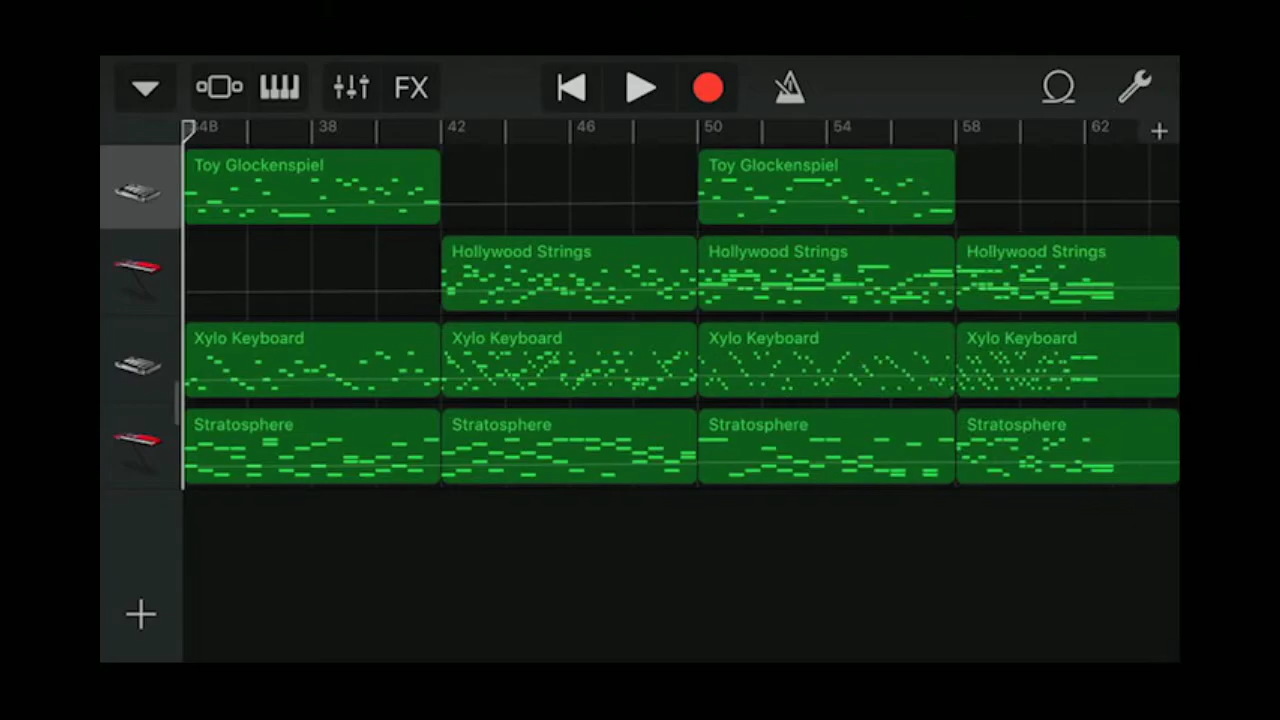 FX
34B 38 42 46 50 54 58 62
Toy Glockenspiel Toy Glockenspiel
Hollywood Strings Hollywood Strings Hollywood Strings
Xylo Keyboard Xylo Keyboard Xylo Keyboard Xylo Keyboard
Stratosphere Stratosphere Stratosphere Stratosphere